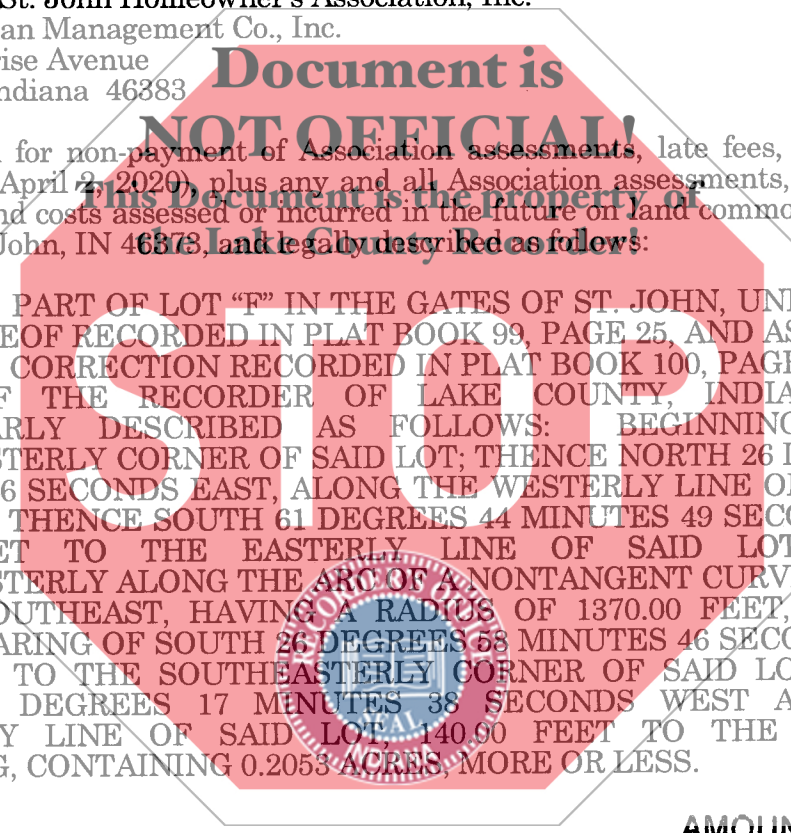 St. John Homeowner's Association, Inc.
an Management Co., Inc.
ise Avenue
ndiana 46383
Document is
NOT OFFICIAL!
for non-payment of Association assessments, late fees,
April 2, 2020), plus any and all Association assessments,
This Document is the property of
nd costs assessed or incurred in the future on land commo
John, IN 46373, and legally described as follows:
the Lake County Recorder!
PART OF LOT “F” IN THE GATES OF ST. JOHN, UNI
EOF RECORDED IN PLAT BOOK 99, PAGE 25, AND AS
CORRECTION RECORDED IN PLAT BOOK 100, PAGE
F THE RECORDER OF LAKE COUNTY, INDIA
RLY DESCRIBED AS FOLLOWS: BEGINNING
STERLY CORNER OF SAID LOT; THENCE NORTH 26 D
6 SECONDS EAST, ALONG THE WESTERLY LINE OF
THENCE SOUTH 61 DEGREES 44 MINUTES 49 SECO
ET TO THE EASTERLY LINE OF SAID LOT
STERLY ALONG THE ARC OF A NONTANGENT CURV
OUTHEAST, HAVING A RADIUS OF 1370.00 FEET,
ARING OF SOUTH 26 DEGREES 58 MINUTES 46 SECO
TO THE SOUTHEASTERLY CORNER OF SAID LO
DEGREES 17 MINUTES 38 SECONDS WEST A
Y LINE OF SAID LOT, 140.00 FEET TO THE
G, CONTAINING 0.2053 ACRES, MORE OR LESS.
STOP
RECORDER OFFICE
SEAL
INDIANA
AMOUN